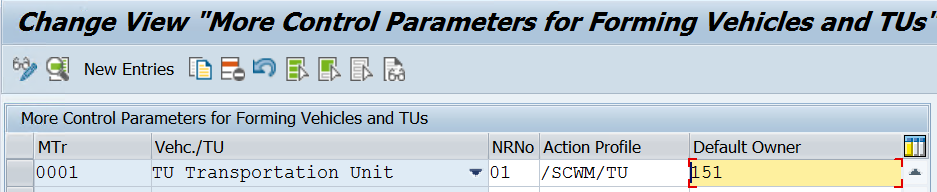 Change View "More Control Parameters for Forming Vehicles and TUs"
New Entries
More Control Parameters for Forming Vehicles and TUs
MTr Vehc./TU NRNo Action Profile Default Owner
0001 TU Transportation Unit 01 /SCWM/TU 151